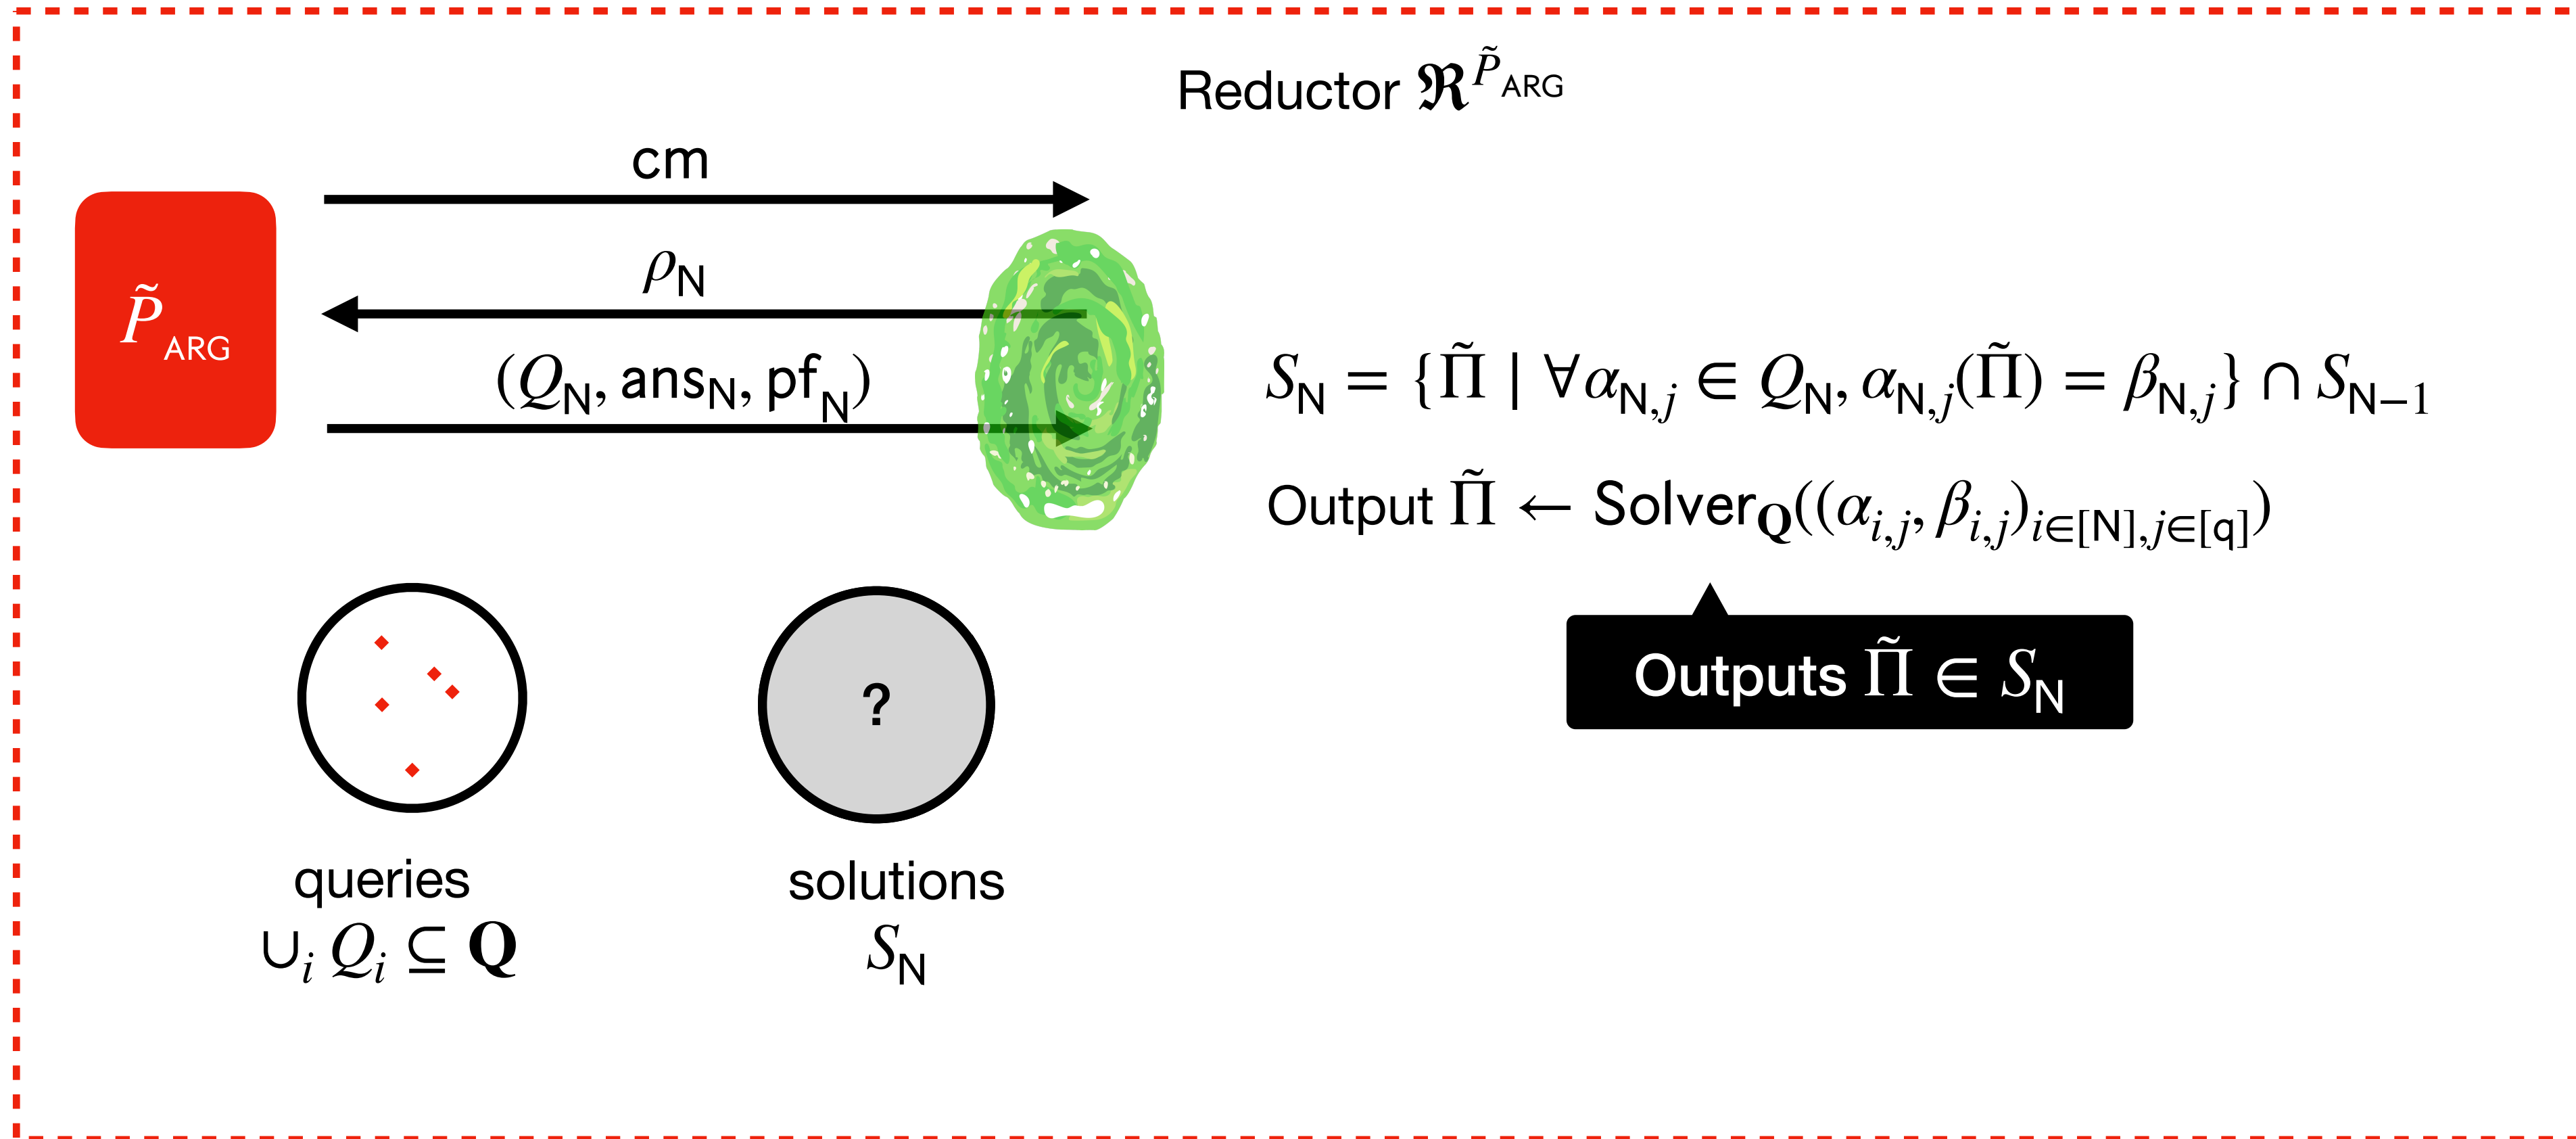 Reductor 𝕽^P̃_ARG
cm
ρ_N
P̃_ARG
(Q_N, ans_N, pf_N)
S_N = {Π̃ | ∀α_{N,j} ∈ Q_N, α_{N,j}(Π̃) = β_{N,j}} ∩ S_{N−1}
Output Π̃ ← Solver_𝐐((α_{i,j}, β_{i,j})_{i∈[N],j∈[q]})
Outputs Π̃ ∈ S_N
?
queries
∪_i Q_i ⊆ 𝐐
solutions
S_N